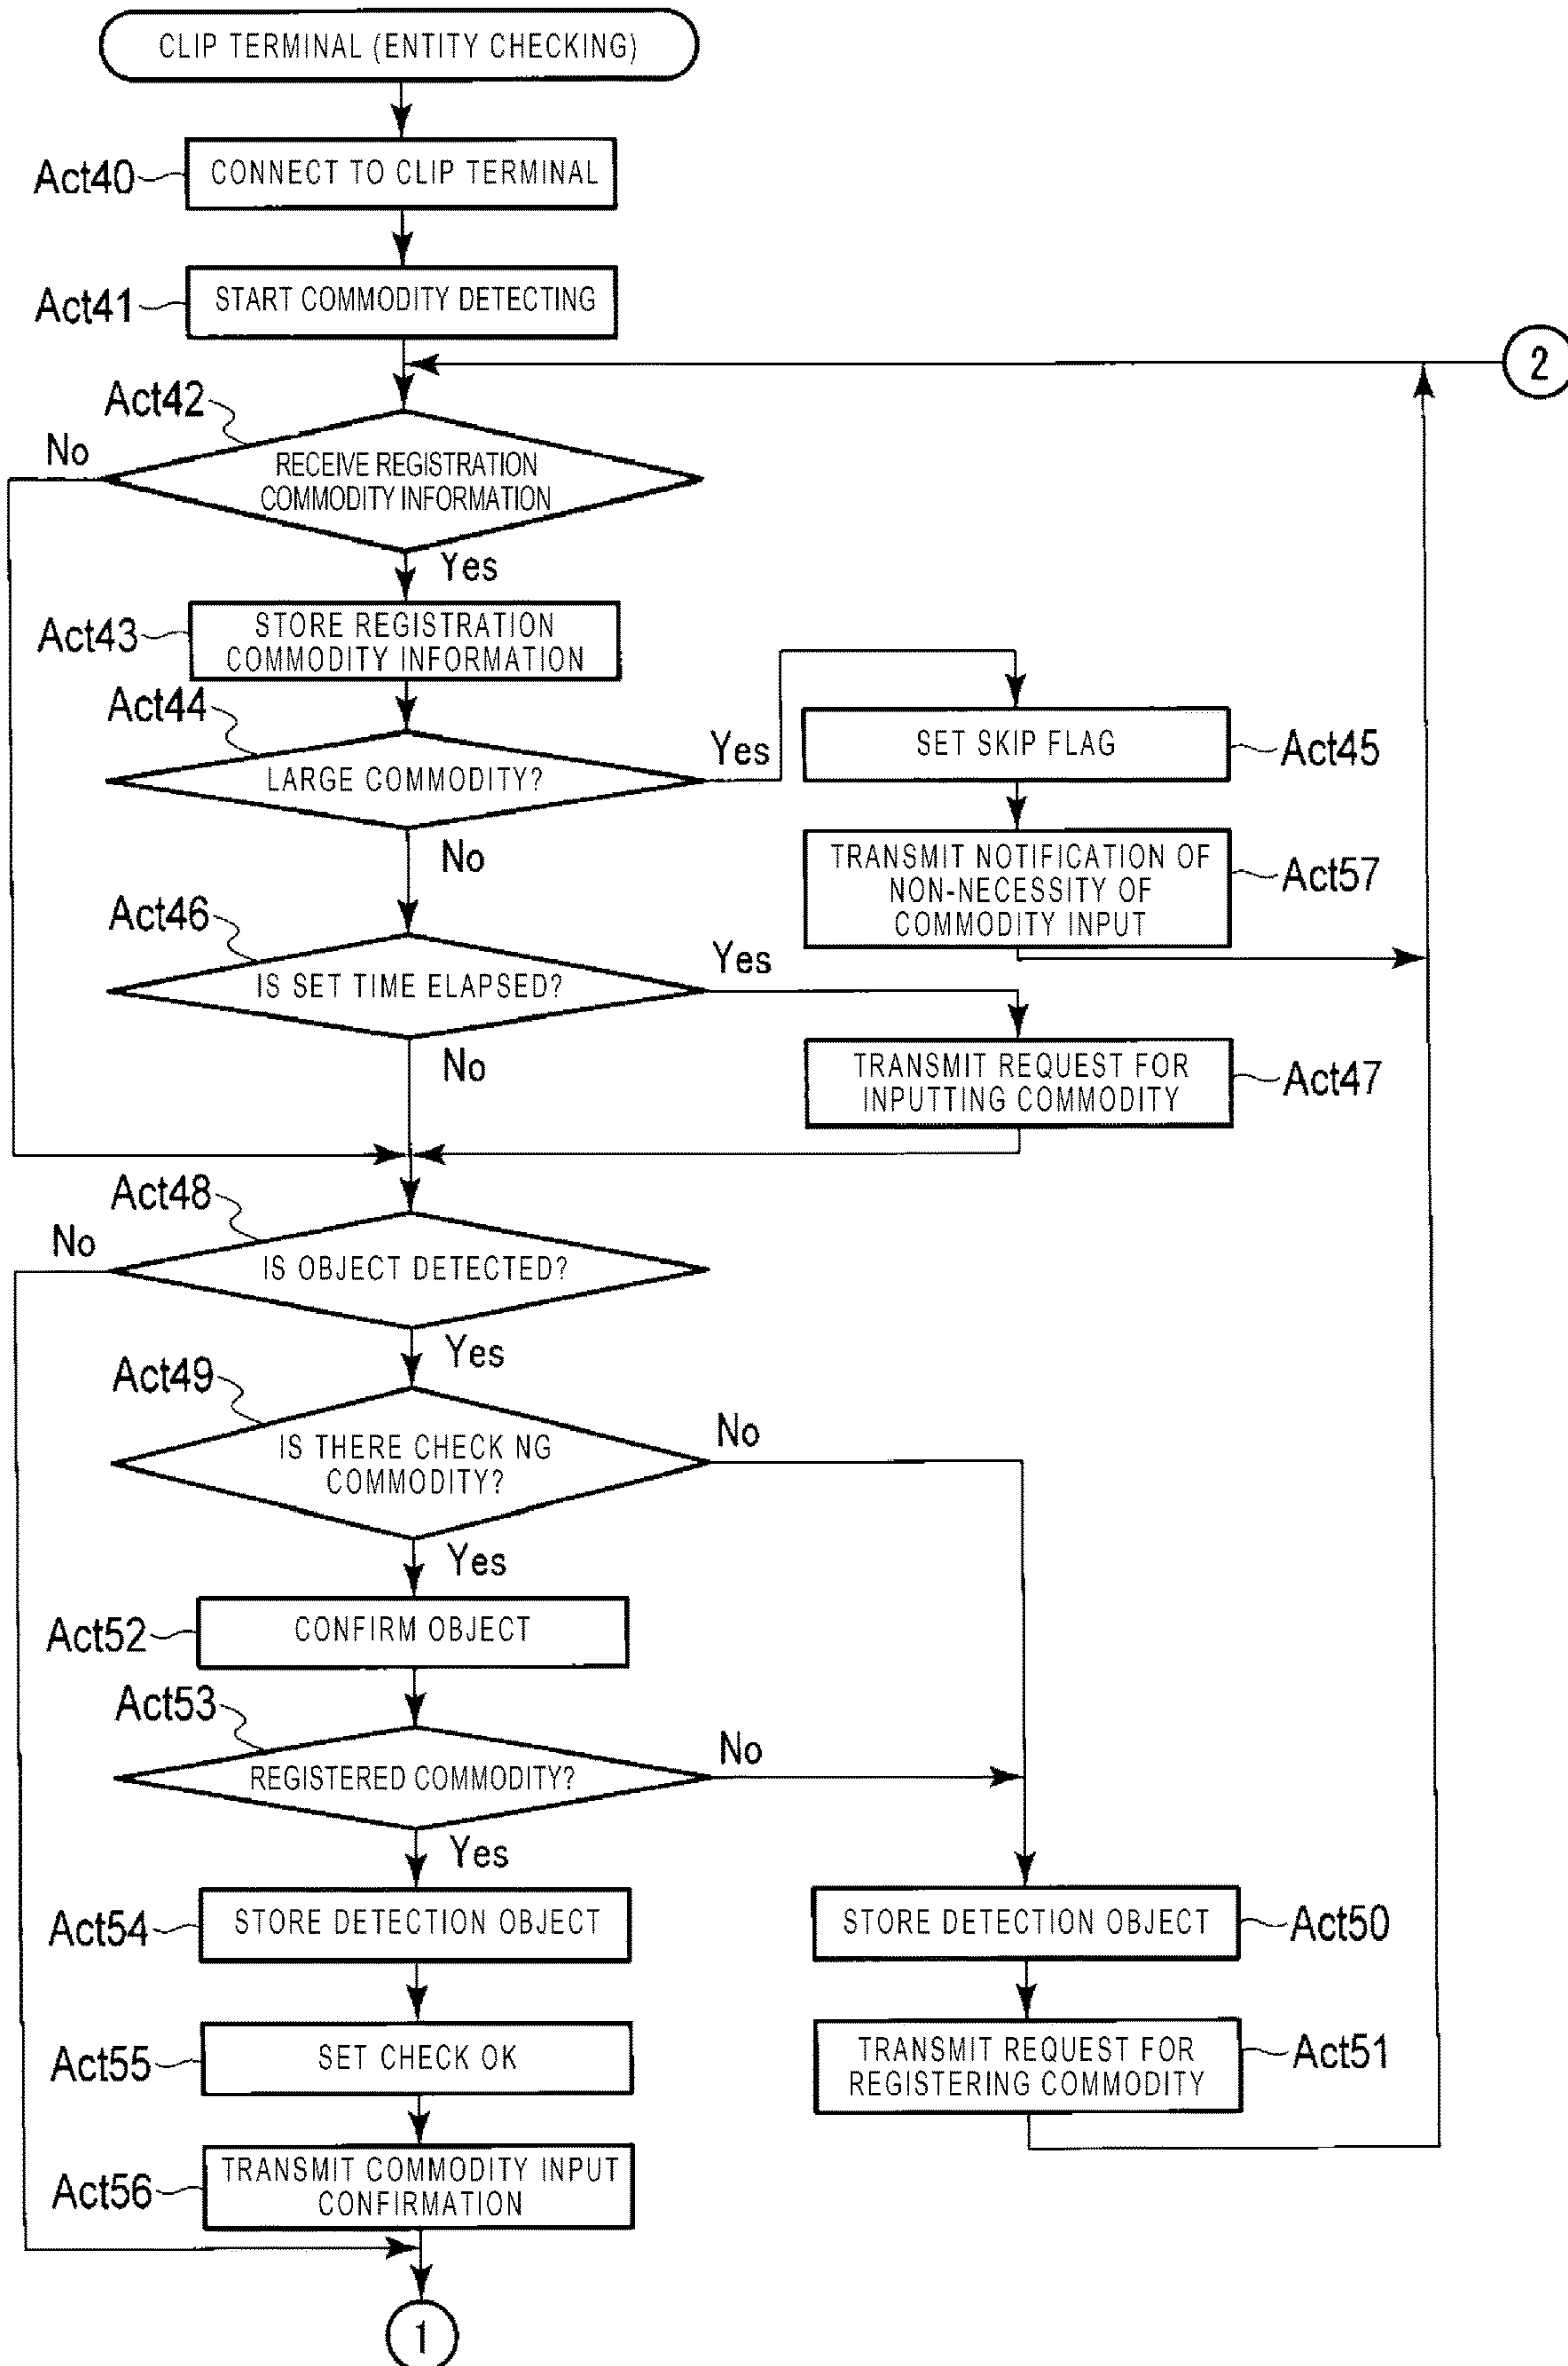 CLIP TERMINAL (ENTITY CHECKING)
Act40
CONNECT TO CLIP TERMINAL
Act41
START COMMODITY DETECTING
2
Act42
No
RECEIVE REGISTRATION
COMMODITY INFORMATION
Yes
Act43
STORE REGISTRATION
COMMODITY INFORMATION
Act44
LARGE COMMODITY?
Yes
SET SKIP FLAG
Act45
No
TRANSMIT NOTIFICATION OF
NON-NECESSITY OF
COMMODITY INPUT
Act57
Act46
IS SET TIME ELAPSED?
Yes
No
TRANSMIT REQUEST FOR
INPUTTING COMMODITY
Act47
Act48
No
IS OBJECT DETECTED?
Yes
Act49
IS THERE CHECK NG
COMMODITY?
No
Yes
Act52
CONFIRM OBJECT
Act53
REGISTERED COMMODITY?
No
Yes
Act54
STORE DETECTION OBJECT
STORE DETECTION OBJECT
Act50
Act55
SET CHECK OK
TRANSMIT REQUEST FOR
REGISTERING COMMODITY
Act51
Act56
TRANSMIT COMMODITY INPUT
CONFIRMATION
1